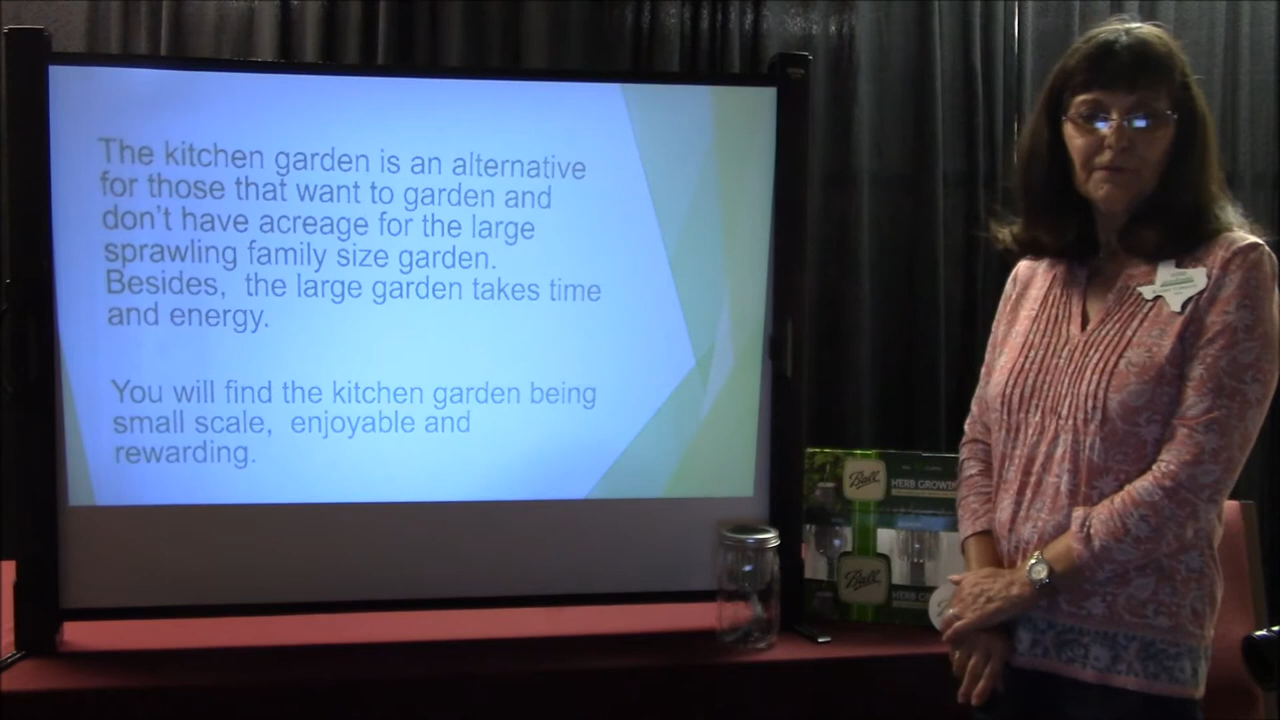 The kitchen garden is an alternative
for those that want to garden and
don't have acreage for the large
sprawling family size garden.
Besides,  the large garden takes time
and energy.
You will find the kitchen garden being
small scale,  enjoyable and
rewarding.
Ball
HERB GROWIN
Ball
HERB GR